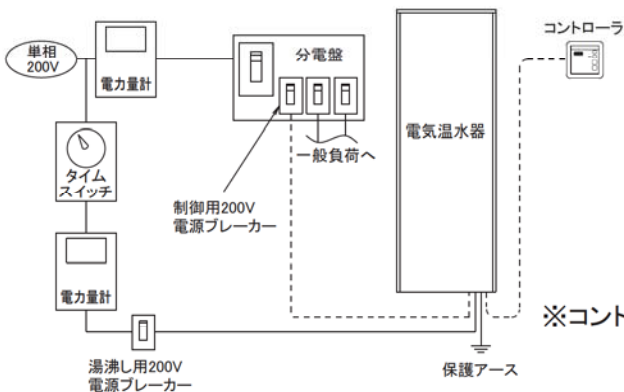 単相
200V
電力量計
分電盤
コントローラ
電気温水器
一般負荷へ
タイム
スイッチ
制御用200V
電源ブレーカー
電力量計
湯沸し用200V
電源ブレーカー
保護アース
※コント